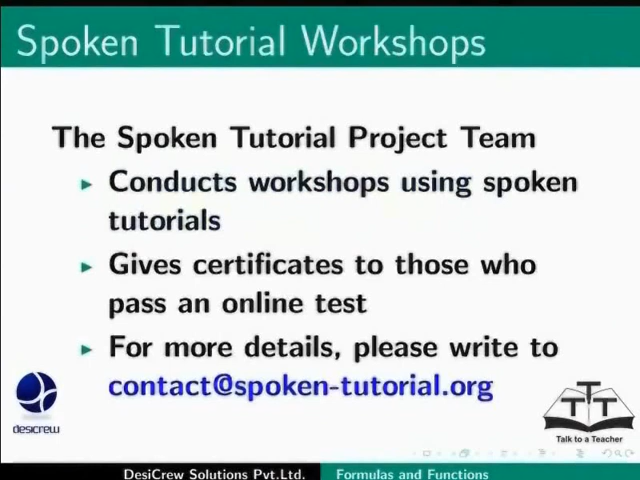 Spoken Tutorial Workshops
The Spoken Tutorial Project Team
Conducts workshops using spoken
tutorials
Gives certificates to those who
pass an online test
For more details, please write to
contact@spoken-tutorial.org
desicrew
TTT
Talk to a Teacher
DesiCrew Solutions Pvt.Ltd. Formulas and Functions